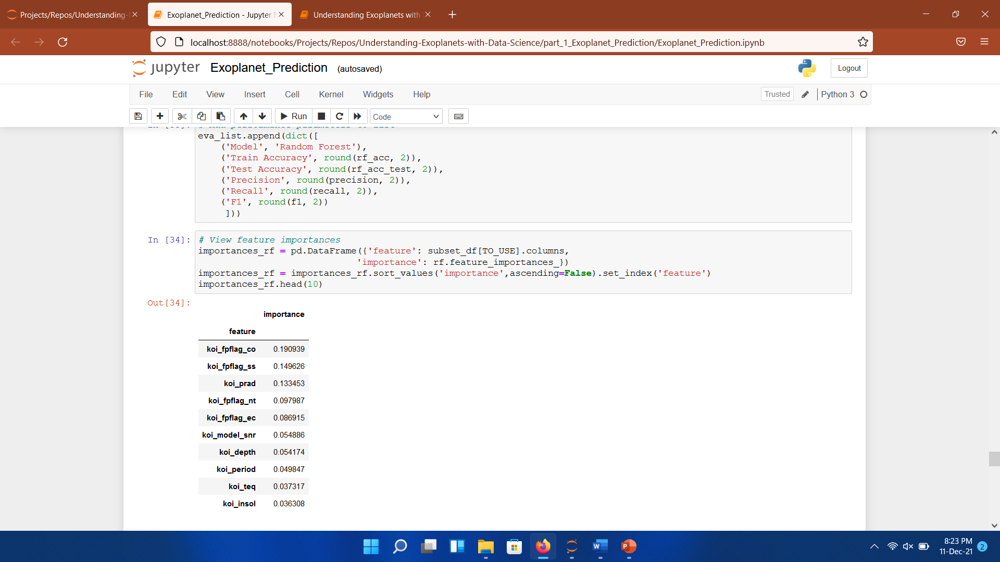 Projects/Repos/Understanding-
Exoplanet_Prediction - Jupyter
Understanding Exoplanets with
localhost:8888/notebooks/Projects/Repos/Understanding-Exoplanets-with-Data-Science/part_1_Exoplanet_Prediction/Exoplanet_Prediction.ipynb
jupyter Exoplanet_Prediction (autosaved)
Logout
File Edit View Insert Cell Kernel Widgets Help
Trusted Python 3
Run Code
eva_list.append(dict([
('Model', 'Random Forest'),
('Train Accuracy', round(rf_acc, 2)),
('Test Accuracy', round(rf_acc_test, 2)),
('Precision', round(precision, 2)),
('Recall', round(recall, 2)),
('F1', round(f1, 2))
]))
In [34]: # View feature importances
importances_rf = pd.DataFrame({'feature': subset_df[TO_USE].columns,
'importance': rf.feature_importances_})
importances_rf = importances_rf.sort_values('importance',ascending=False).set_index('feature')
importances_rf.head(10)
Out[34]:
importance
feature
koi_fpflag_co 0.190939
koi_fpflag_ss 0.149626
koi_prad 0.133453
koi_fpflag_nt 0.097987
koi_fpflag_ec 0.086915
koi_model_snr 0.054886
koi_depth 0.054174
koi_period 0.049847
koi_teq 0.037317
koi_insol 0.036308
8:23 PM
11-Dec-21
2